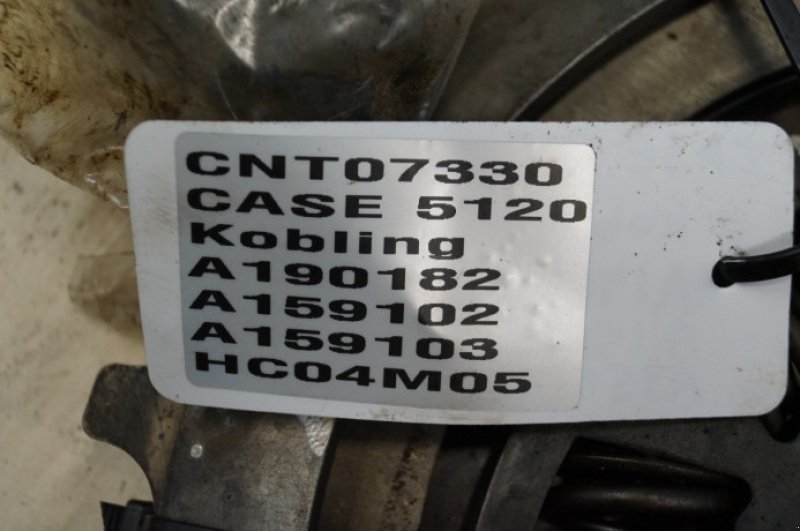 CNT07330
CASE 5120
Kobling
A190182
A159102
A159103
HC04M05